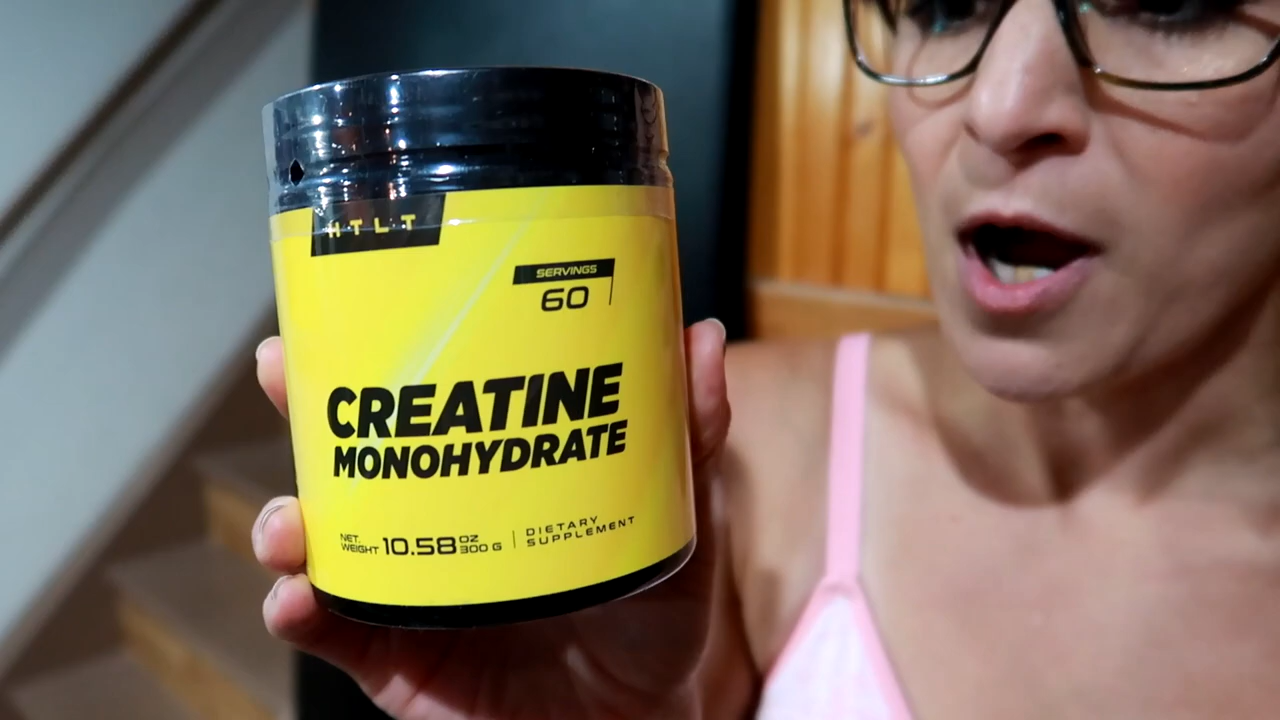 HTLT
SERVINGS
60
CREATINE
MONOHYDRATE
NET. WEIGHT 10.58 OZ 300 G | DIETARY SUPPLEMENT